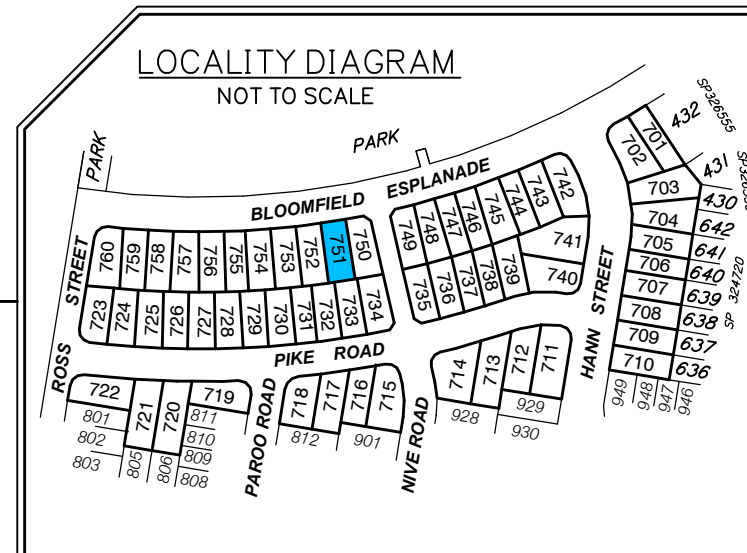 LOCALITY DIAGRAM
NOT TO SCALE
PARK
PARK
BLOOMFIELD ESPLANADE
ROSS STREET
PIKE ROAD
PAROO ROAD
NIVE ROAD
HANN STREET
760 759 758 757 756 755 754 753 752 751 750
723 724 725 726 727 728 729 730 731 732 733 734
749 748 747 746 745 744 743 742
741
740
735 736 737 738 739
702 701 432 SP326555
431
703 430
704 642
705 641
706 640
707 639
708 638
709 637
710 636
SP 324720
949 948 947 946
722 721 720 719
801 811
802 810
803 805 806 809
808
718 717 716 715
812 901
714 713 712 711
928 929
930